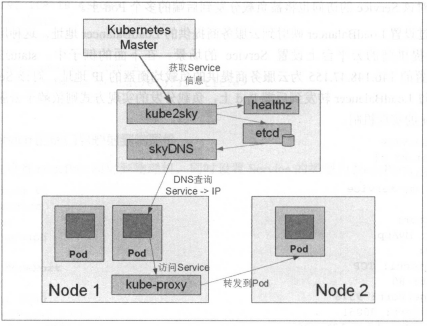 Kubernetes
Master
获取Service
信息
kube2sky
healthz
etcd
skyDNS
DNS查询
Service -> IP
Pod
Pod
Pod
访问Service
kube-proxy
转发到Pod
Node 1
Node 2